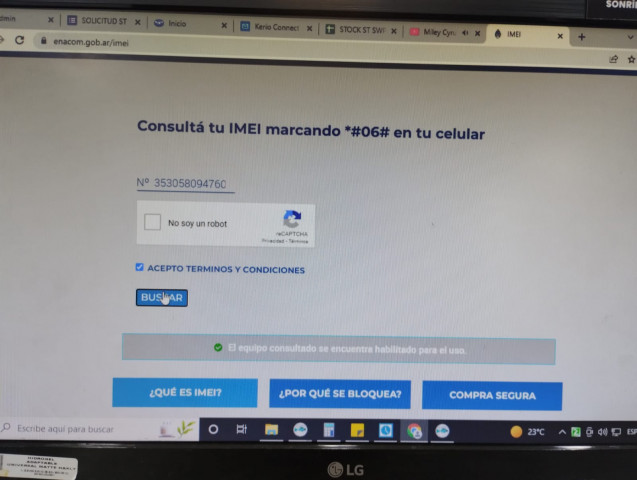 SONRÍ
dmin
SOLICITUD ST
Inicio
Kerio Connect
STOCK ST SWI
Miley Cyru
IMEI
enacom.gob.ar/imei
Consultá tu IMEI marcando *#06# en tu celular
Nº 353058094760
No soy un robot
reCAPTCHA
Privacidad - Términos
ACEPTO TERMINOS Y CONDICIONES
BUSCAR
El equipo consultado se encuentra habilitado para el uso.
¿QUÉ ES IMEI?
¿POR QUÉ SE BLOQUEA?
COMPRA SEGURA
Escribe aquí para buscar
23°C
ESP
HIDROGEL
ADAPTABLE
LG